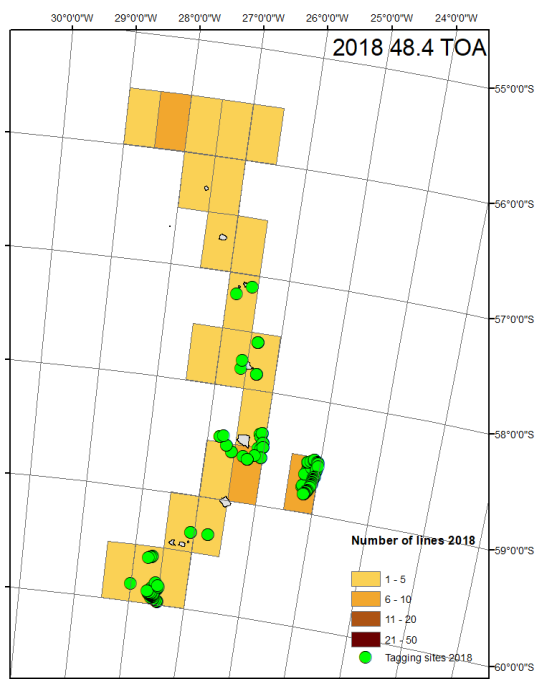 30°0'0"W 29°0'0"W 28°0'0"W 27°0'0"W 26°0'0"W 25°0'0"W 24°0'0"W
2018 48.4 TOA
55°0'0"S
56°0'0"S
57°0'0"S
58°0'0"S
59°0'0"S
60°0'0"S
Number of lines 2018
1 - 5
6 - 10
11 - 20
21 - 50
Tagging sites 2018